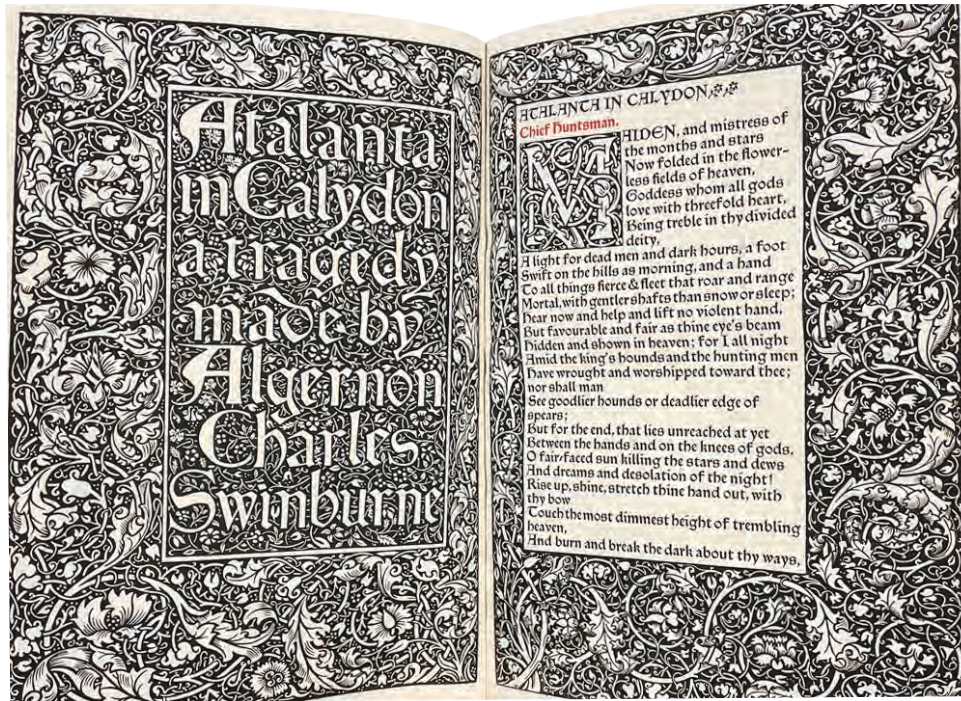 Atalanta
in Calydon
a tragedy
made by
Algernon
Charles
Swinburne
ATALANTA IN CALYDON
Chief Huntsman.
MAIDEN, and mistress of
the months and stars
Now folded in the flower-
less fields of heaven,
Goddess whom all gods
love with threefold heart,
Being treble in thy divided
deity,
A light for dead men and dark hours, a foot
Swift on the hills as morning, and a hand
To all things fierce & fleet that roar and range
Mortal, with gentler shafts than snow or sleep;
Hear now and help and lift no violent hand,
But favourable and fair as thine eye's beam
Hidden and shown in heaven; for I all night
Amid the king's hounds and the hunting men
Have wrought and worshipped toward thee;
nor shall man
See goodlier hounds or deadlier edge of
spears;
But for the end, that lies unreached at yet
Between the hands and on the knees of gods,
O fair-faced sun killing the stars and dews
And dreams and desolation of the night!
Rise up, shine, stretch thine hand out, with
thy bow
Touch the most dimmest height of trembling
heaven,
And burn and break the dark about thy ways,